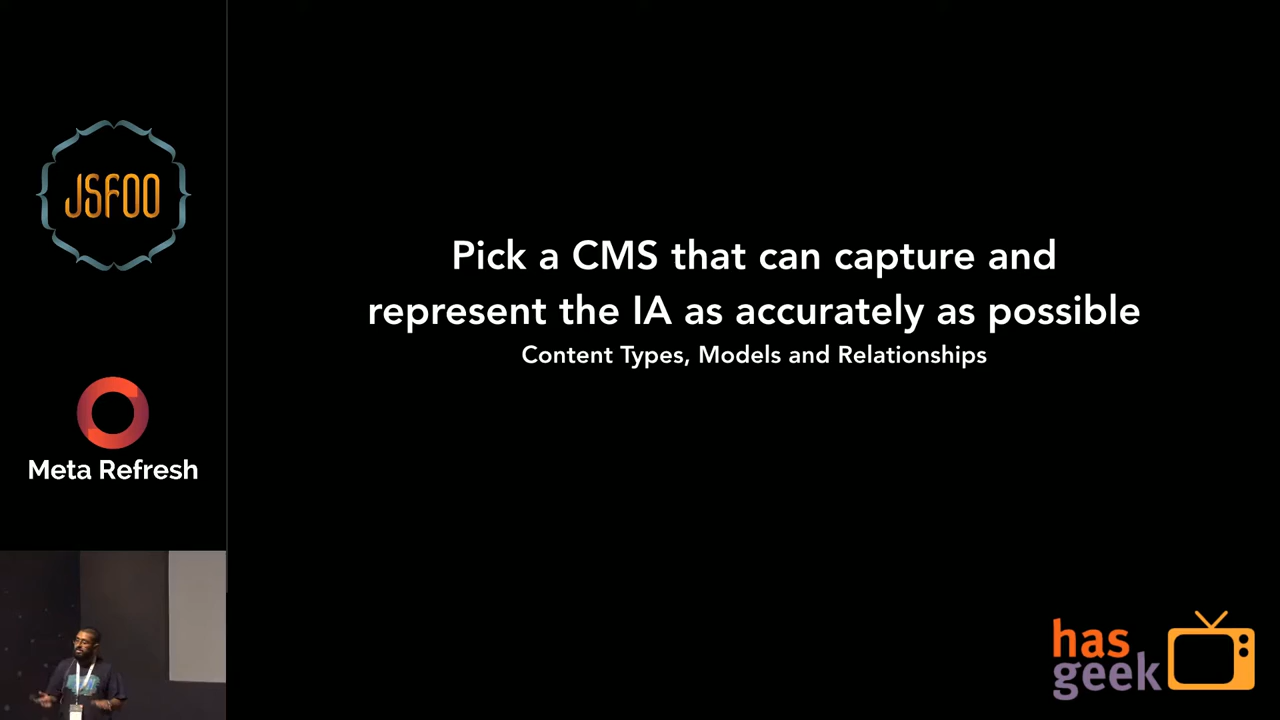 JSFOO
Meta Refresh
Pick a CMS that can capture and
represent the IA as accurately as possible
Content Types, Models and Relationships
has
geek